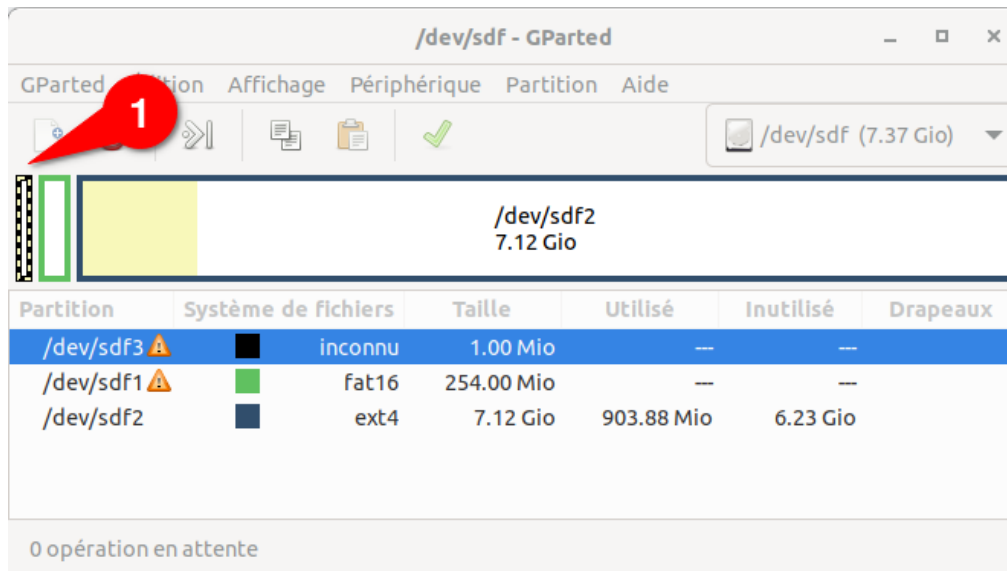 /dev/sdf - GParted
GParted Édition Affichage Périphérique Partition Aide
1
/dev/sdf (7.37 Gio)
/dev/sdf2
7.12 Gio
Partition Système de fichiers Taille Utilisé Inutilisé Drapeaux
/dev/sdf3 inconnu 1.00 Mio --- ---
/dev/sdf1 fat16 254.00 Mio --- ---
/dev/sdf2 ext4 7.12 Gio 903.88 Mio 6.23 Gio
0 opération en attente